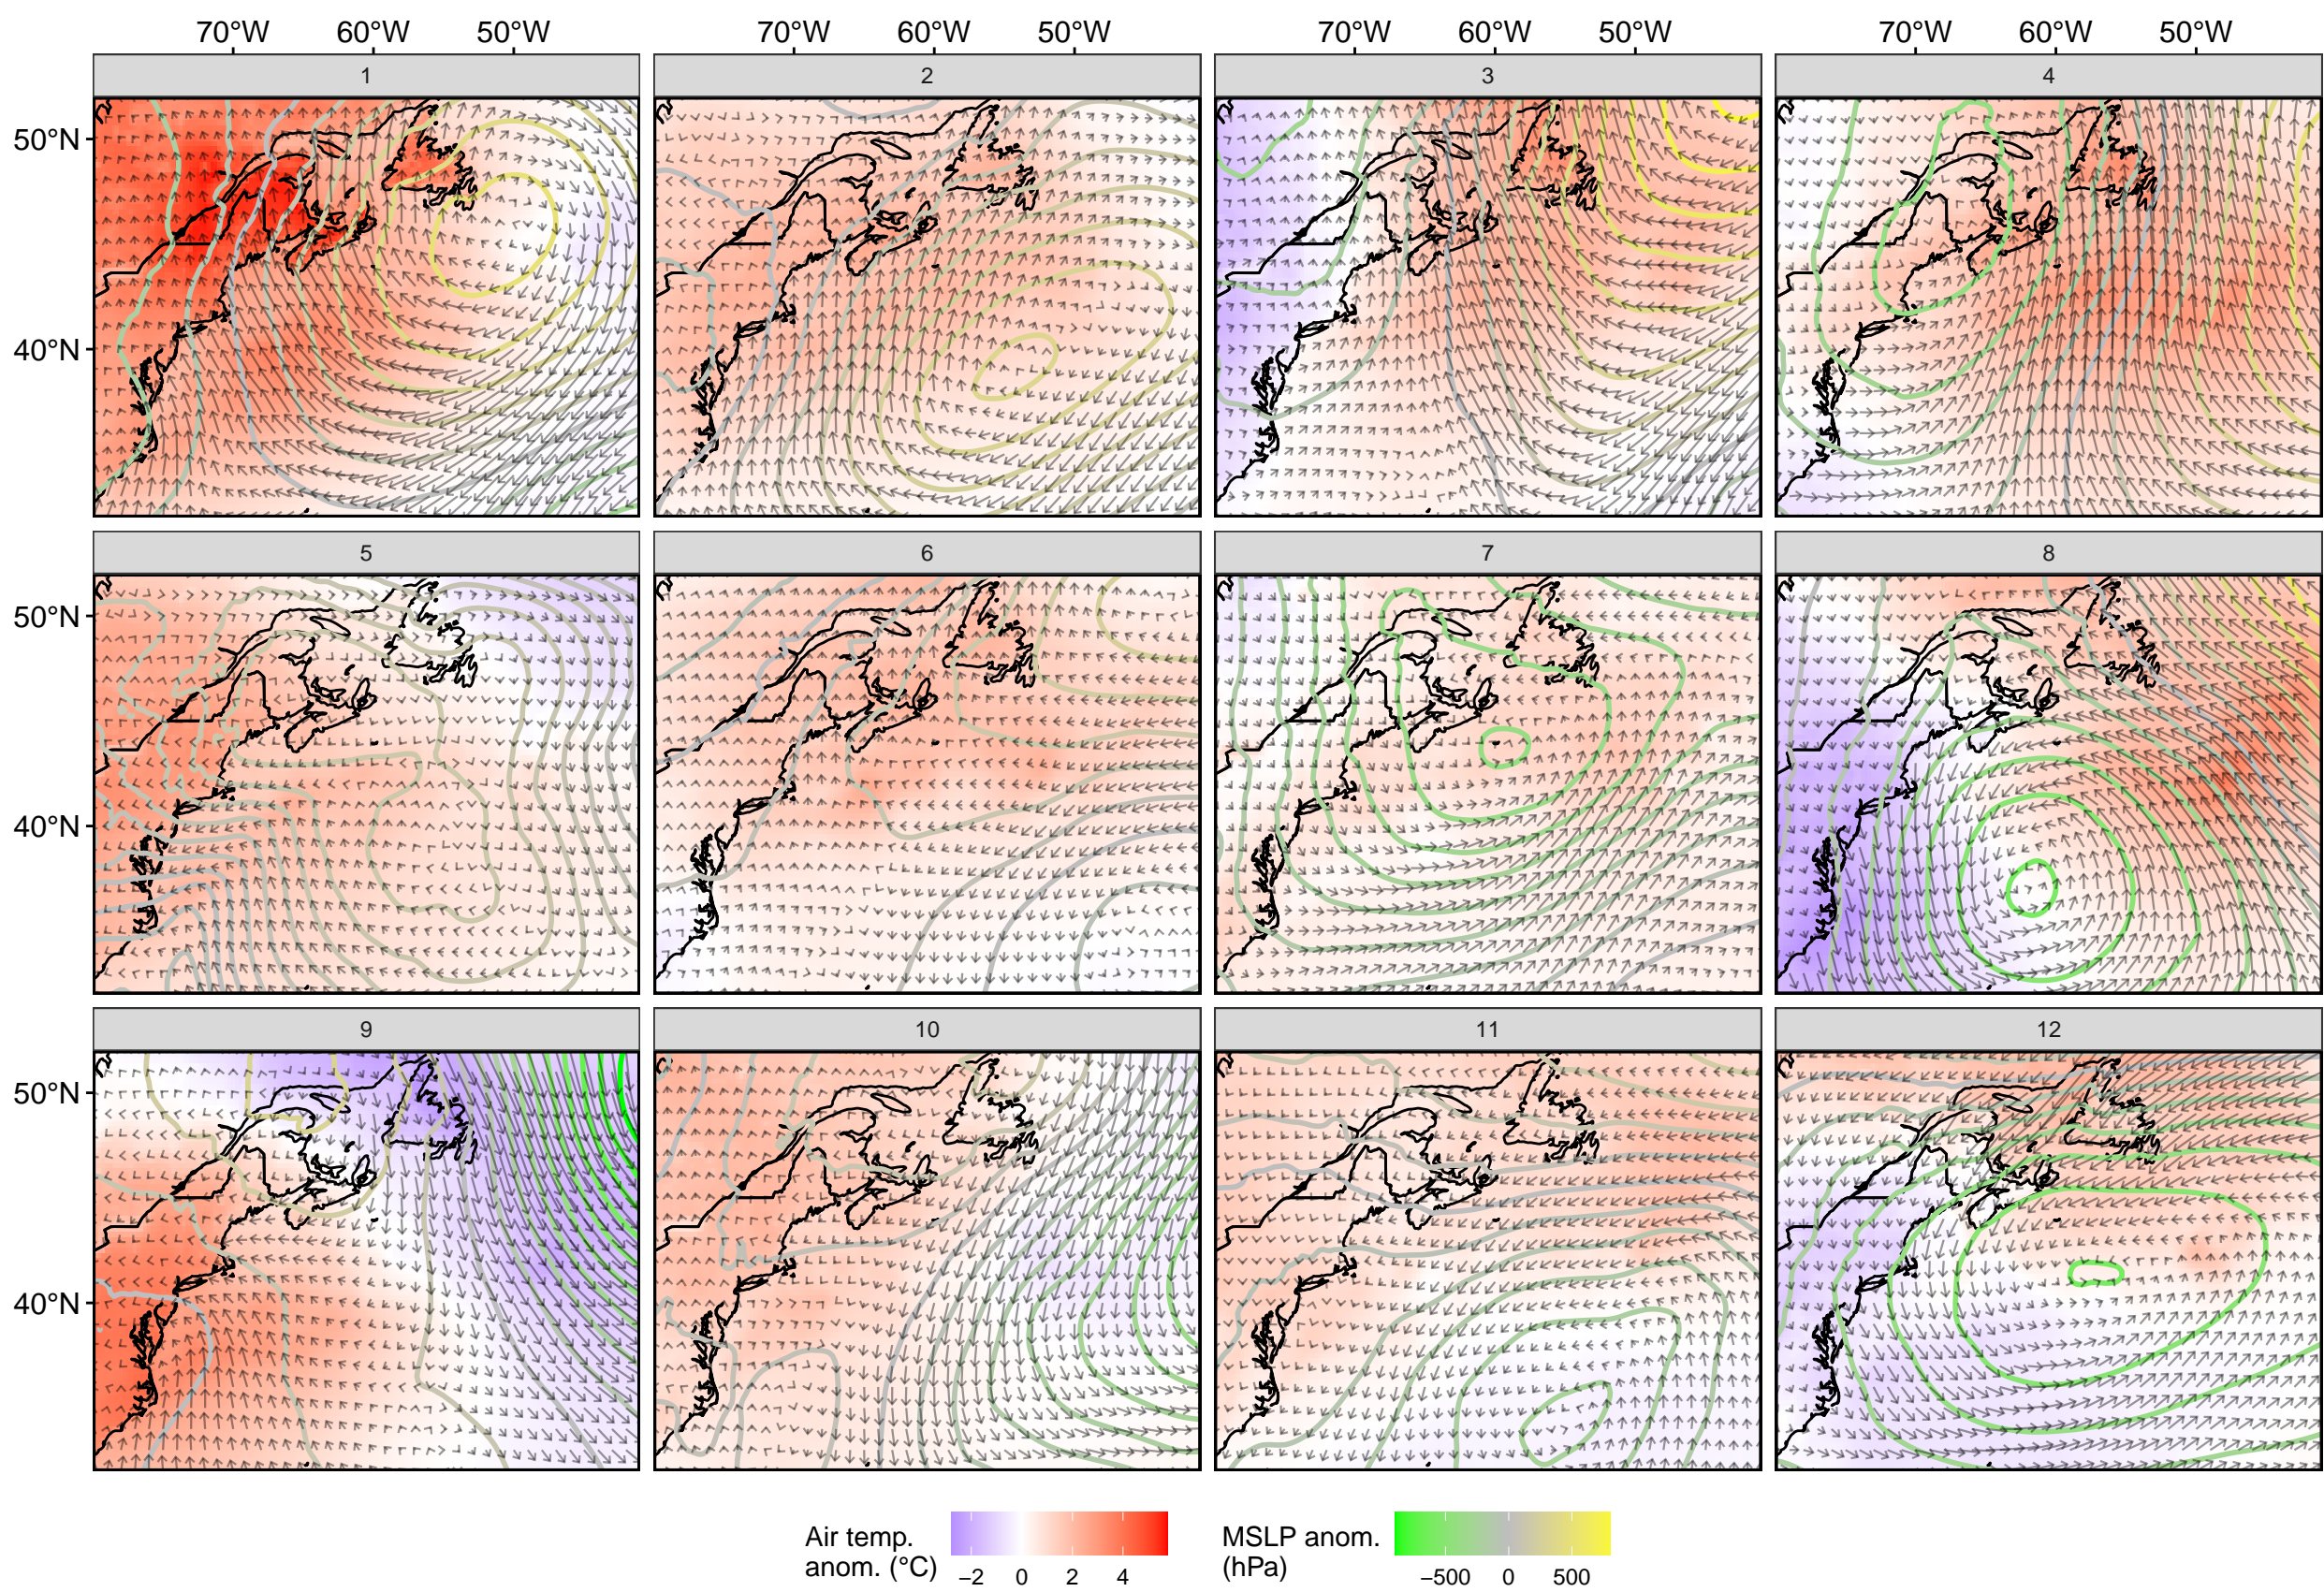 70°W 60°W 50°W 70°W 60°W 50°W 70°W 60°W 50°W 70°W 60°W 50°W
1 2 3 4
50°N
40°N
5 6 7 8
50°N
40°N
9 10 11 12
50°N
40°N
Air temp.
anom. (°C)
−2 0 2 4
MSLP anom.
(hPa)
−500 0 500